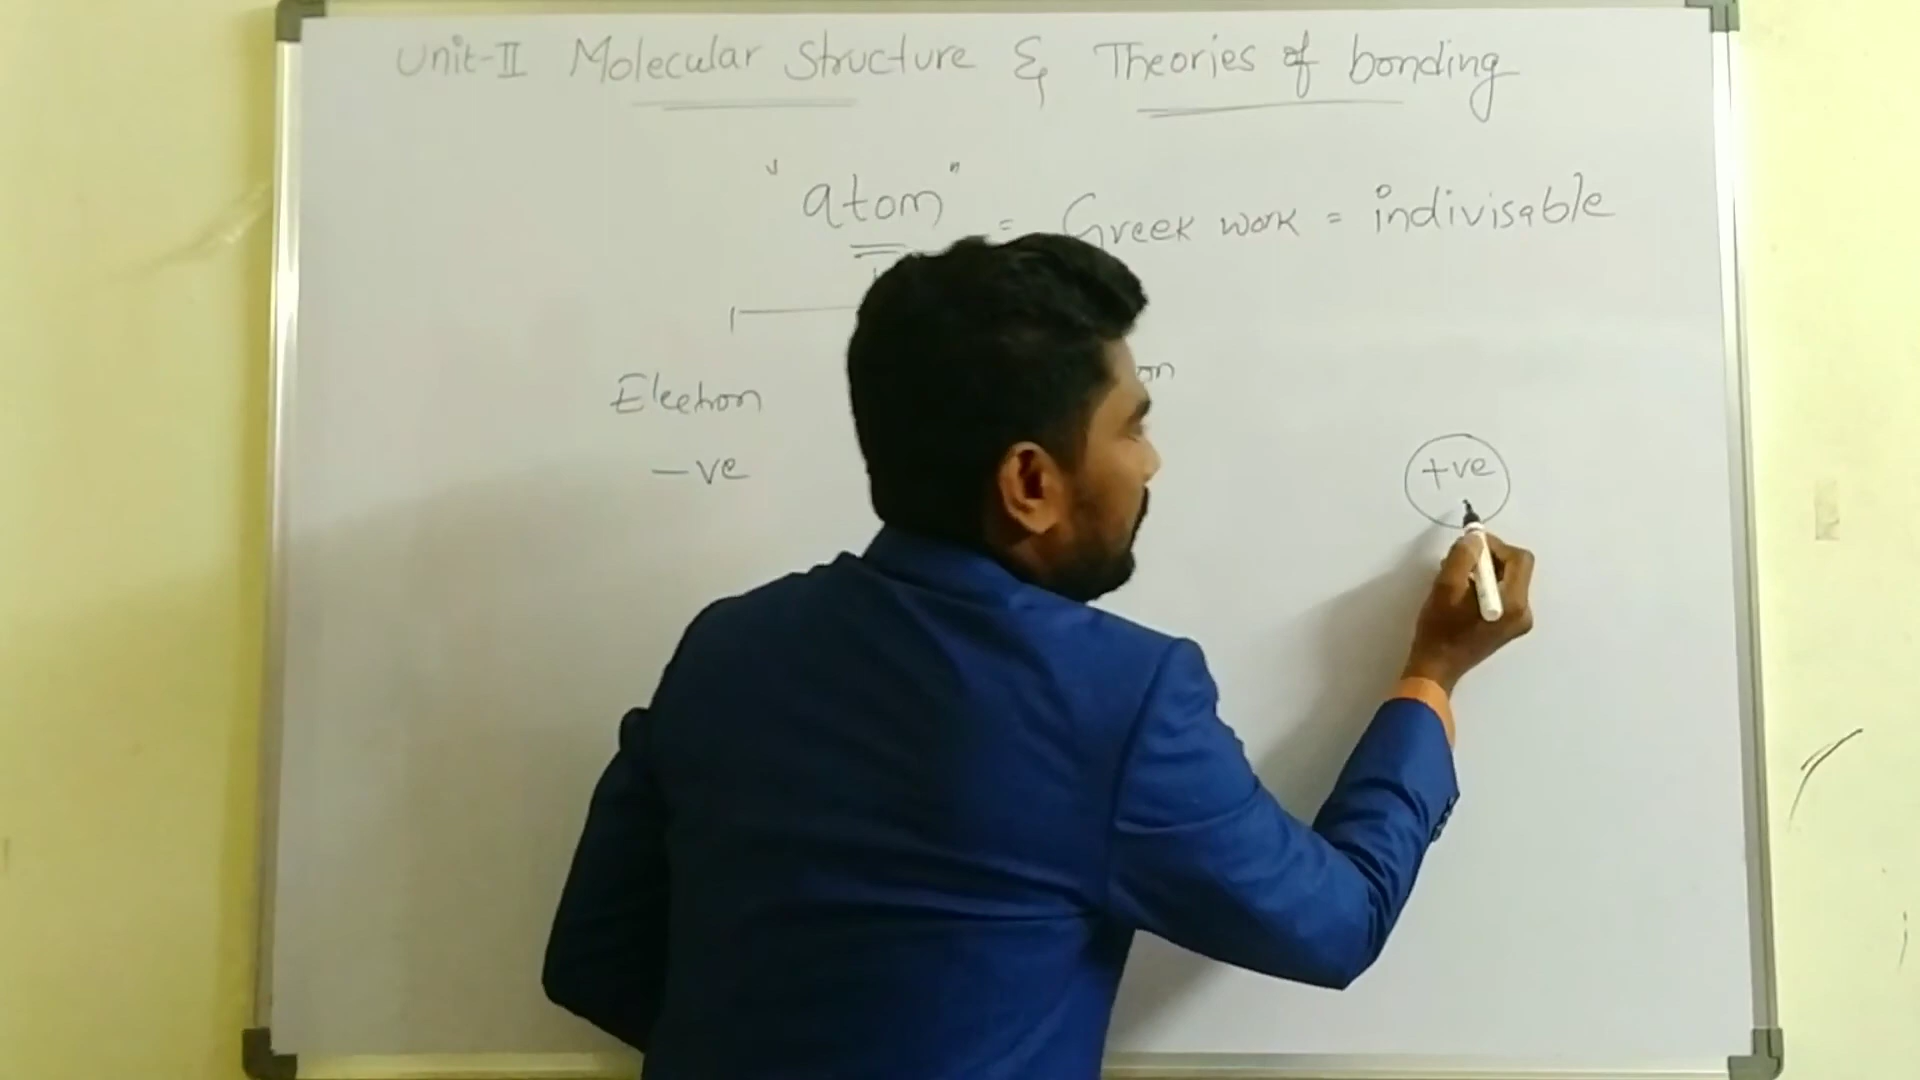 Unit-II Molecular Structure & Theories of bonding
"atom" = Greek work = indivisable
Electron
-ve
+ve